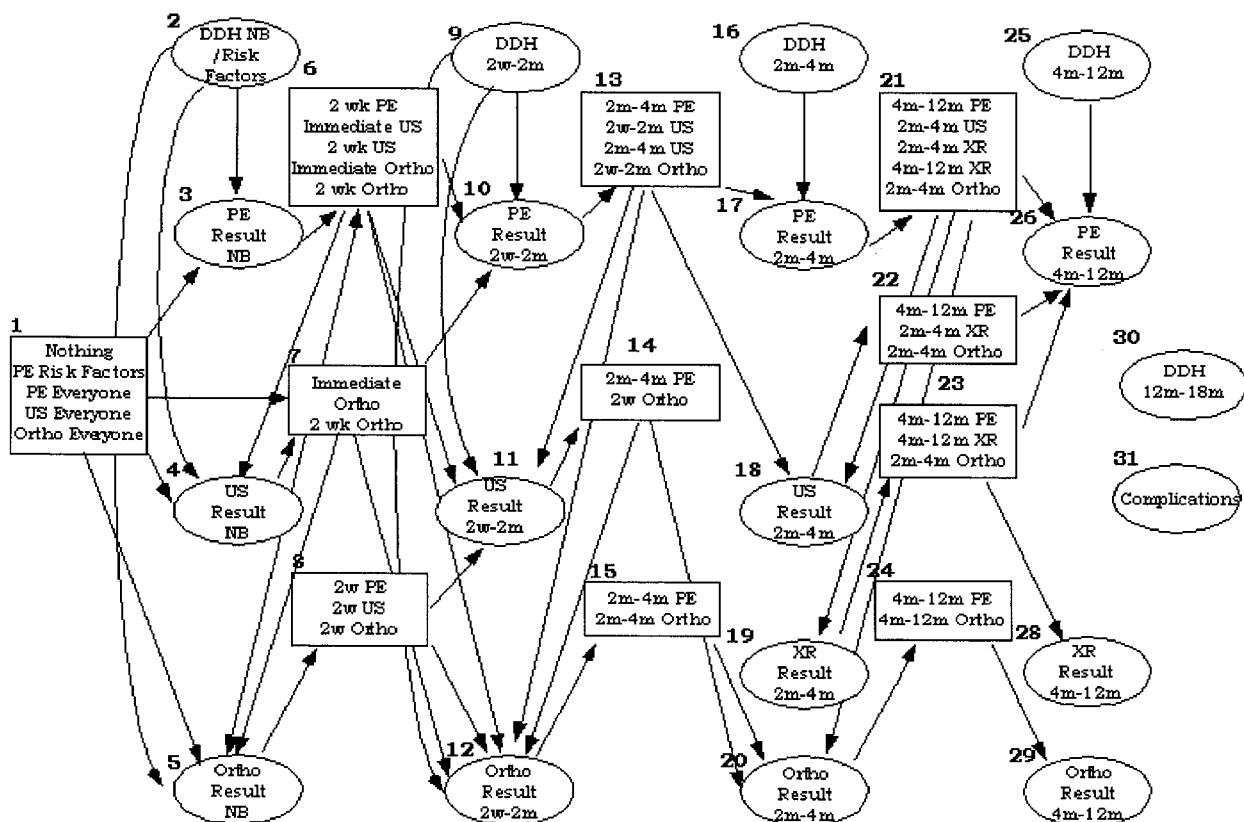 1
Nothing
PE Risk Factors
PE Everyone
US Everyone
Ortho Everyone
2
DDH NB
/Risk
Factors
3
PE
Result
NB
4
US
Result
NB
5
Ortho
Result
NB
6
2 wk PE
Immediate US
2 wk US
Immediate Ortho
2 wk Ortho
7
Immediate
Ortho
2 wk Ortho
8
2w PE
2w US
2w Ortho
9
DDH
2w-2m
10
PE
Result
2w-2m
11
US
Result
2w-2m
12
Ortho
Result
2w-2m
13
2m-4m PE
2w-2m US
2m-4m US
2w-2m Ortho
14
2m-4m PE
2w Ortho
15
2m-4m PE
2m-4m Ortho
16
DDH
2m-4m
17
PE
Result
2m-4m
18
US
Result
2m-4m
19
XR
Result
2m-4m
20
Ortho
Result
2m-4m
21
4m-12m PE
2m-4m US
2m-4m XR
4m-12m XR
2m-4m Ortho
22
4m-12m PE
2m-4m XR
2m-4m Ortho
23
4m-12m PE
4m-12m XR
2m-4m Ortho
24
4m-12m PE
4m-12m Ortho
25
DDH
4m-12m
26
PE
Result
4m-12m
28
XR
Result
4m-12m
29
Ortho
Result
4m-12m
30
DDH
12m-18m
31
Complications